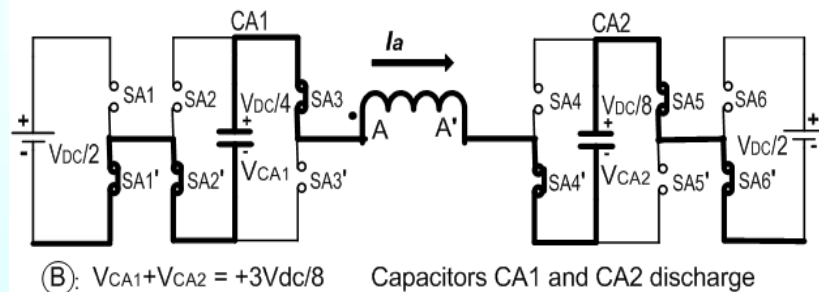 CA1
CA2
Ia
SA1
SA2
VDC/4
SA3
SA4
VDC/8
SA5
SA6
+
-
+
-
+
-
+
-
VDC/2
A
A'
VDC/2
SA1'
SA2'
VCA1
SA3'
SA4'
VCA2
SA5'
SA6'
(B): VCA1+VCA2 = +3Vdc/8 Capacitors CA1 and CA2 discharge